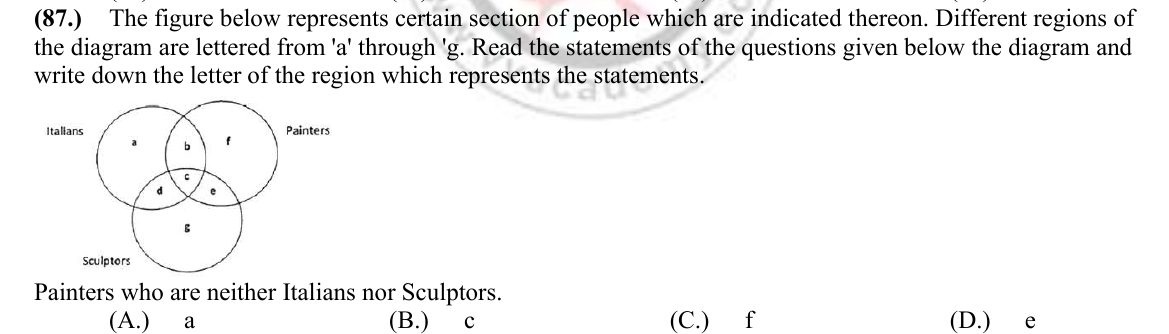 (87.) The figure below represents certain section of people which are indicated thereon. Different regions of
the diagram are lettered from 'a' through 'g. Read the statements of the questions given below the diagram and
write down the letter of the region which represents the statements.
Italians
Painters
a
b
f
c
d
e
g
Sculptors
Painters who are neither Italians nor Sculptors.
(A.) a (B.) c (C.) f (D.) e